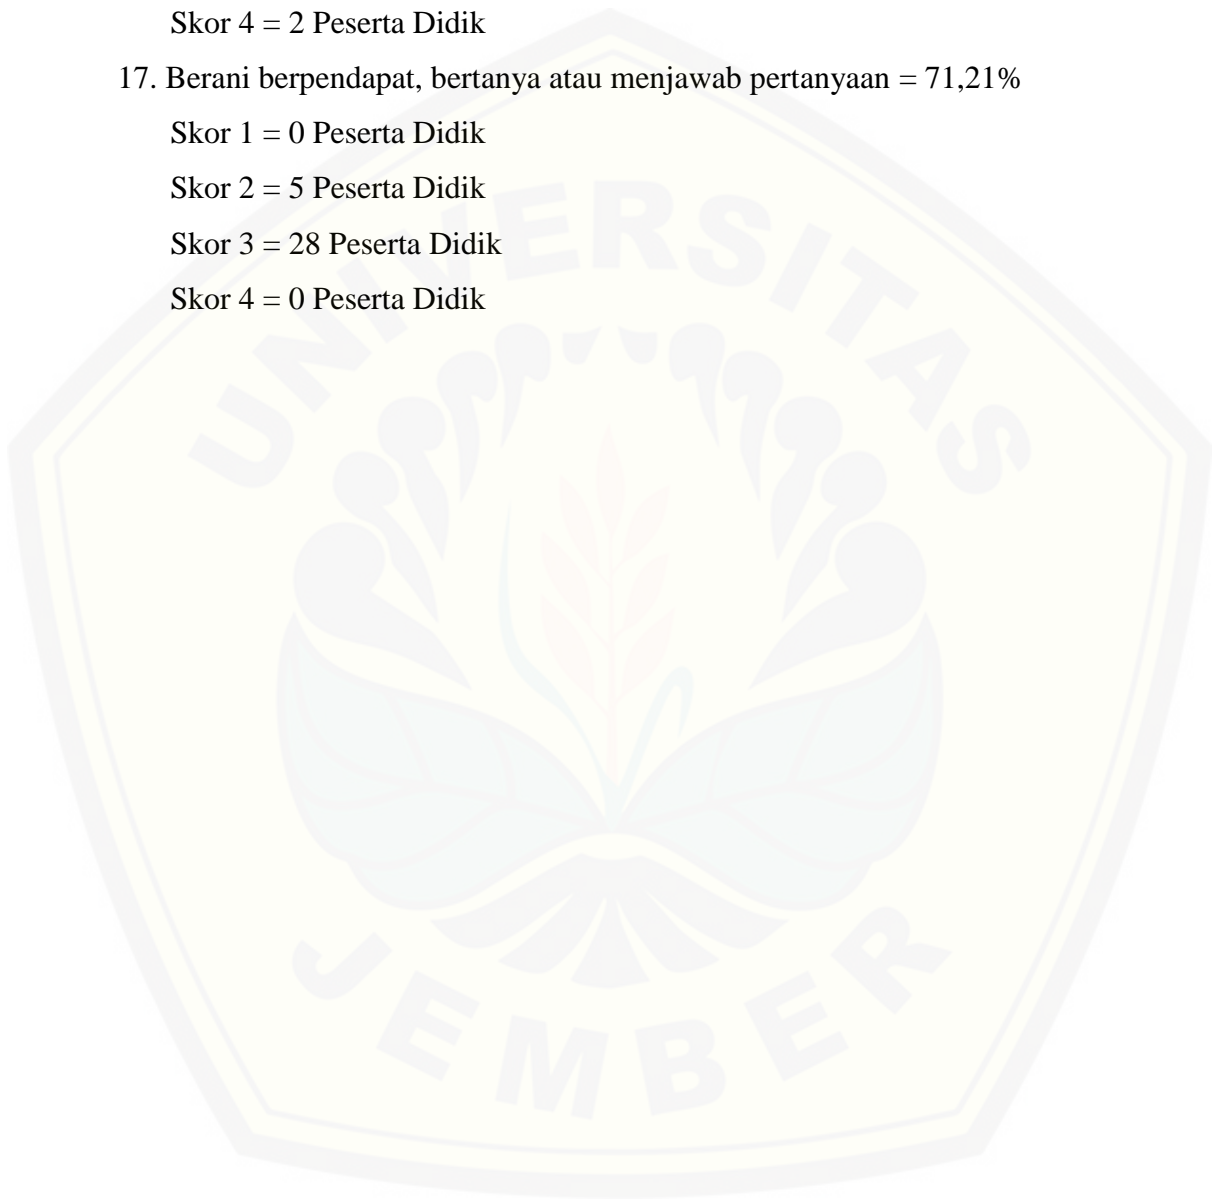 Skor 4 = 2 Peserta Didik
17. Berani berpendapat, bertanya atau menjawab pertanyaan = 71,21%
Skor 1 = 0 Peserta Didik
Skor 2 = 5 Peserta Didik
Skor 3 = 28 Peserta Didik
Skor 4 = 0 Peserta Didik
UNIVERSITAS
JEMBER